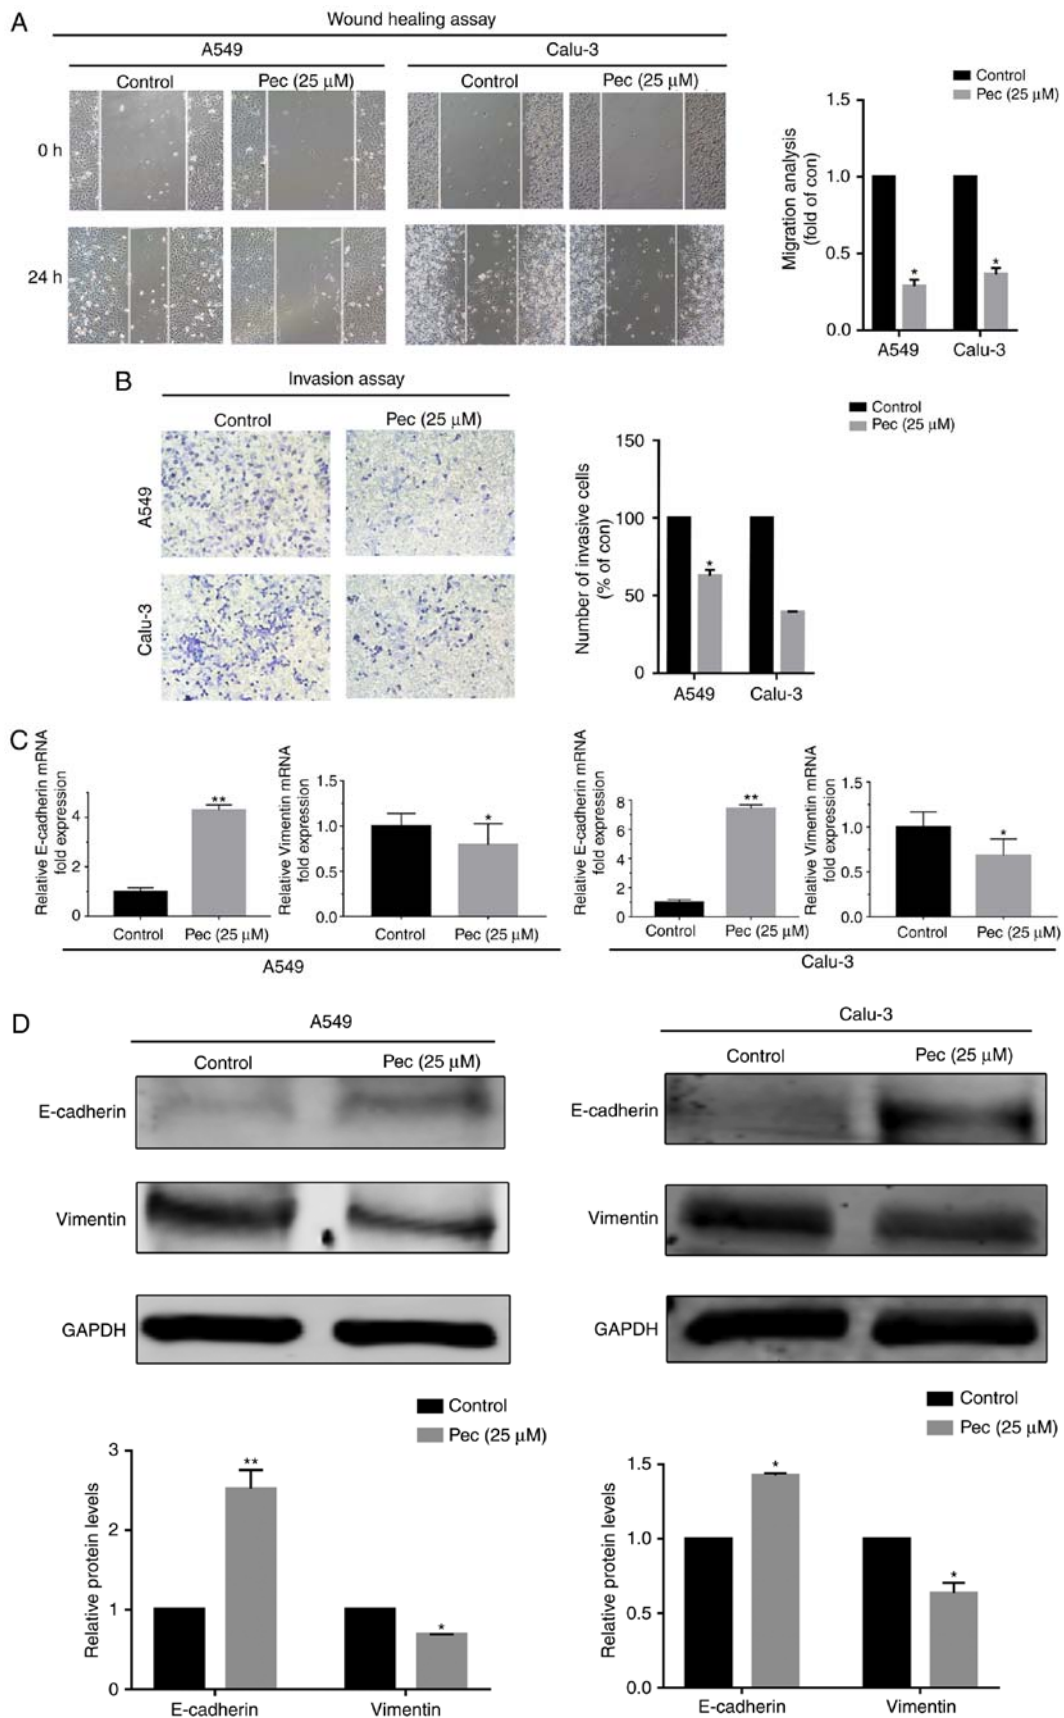 A
Wound healing assay
A549
Calu-3
Control
Pec (25 µM)
Control
Pec (25 µM)
0 h
24 h
Control
Pec (25 µM)
Migration analysis
(fold of con)
1.5
1.0
0.5
0.0
*
*
A549
Calu-3
B
Invasion assay
Control
Pec (25 µM)
A549
Calu-3
Control
Pec (25 µM)
Number of invasive cells
(% of con)
150
100
50
0
*
A549
Calu-3
C
Relative E-cadherin mRNA
fold expression
4
2
0
**
Control
Pec (25 µM)
Relative Vimentin mRNA
fold expression
1.5
1.0
0.5
0.0
*
Control
Pec (25 µM)
A549
Relative E-cadherin mRNA
fold expression
8
6
4
2
0
**
Control
Pec (25 µM)
Relative Vimentin mRNA
fold expression
1.5
1.0
0.5
0.0
*
Control
Pec (25 µM)
Calu-3
D
A549
Control
Pec (25 µM)
E-cadherin
Vimentin
GAPDH
Calu-3
Control
Pec (25 µM)
E-cadherin
Vimentin
GAPDH
Control
Pec (25 µM)
Relative protein levels
3
2
1
0
**
*
E-cadherin
Vimentin
Control
Pec (25 µM)
Relative protein levels
1.5
1.0
0.5
0.0
*
*
E-cadherin
Vimentin